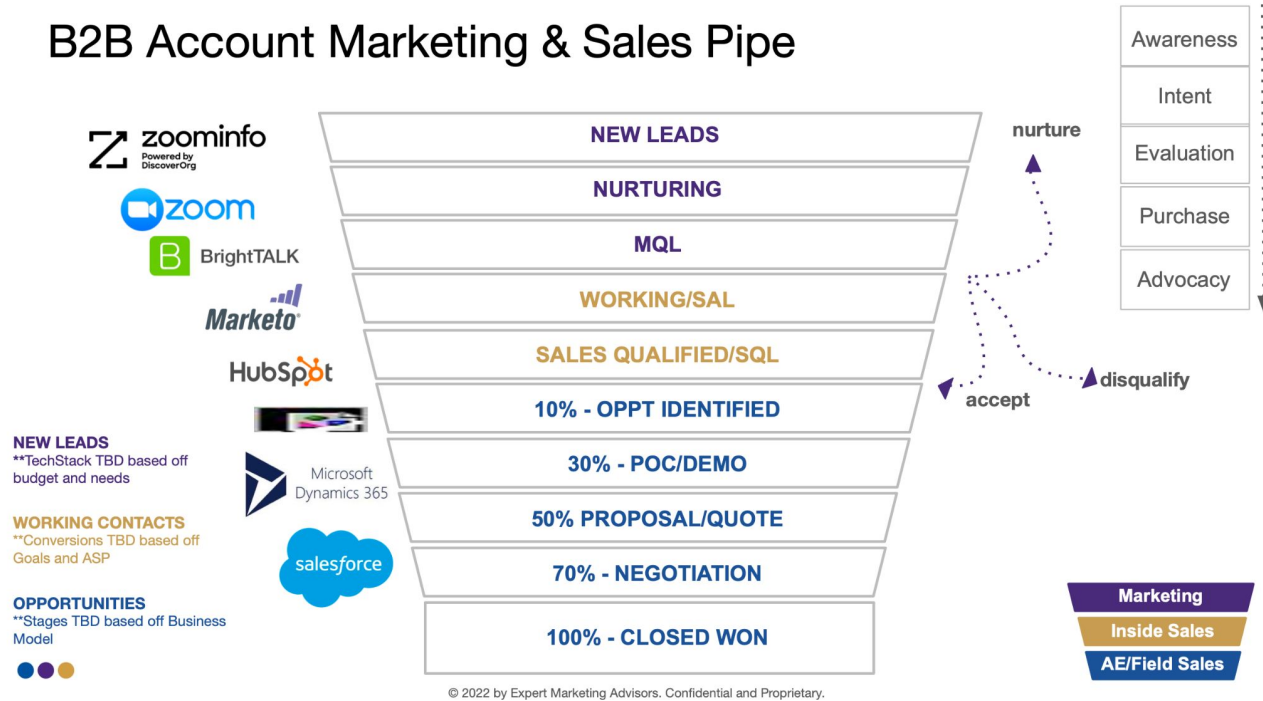 B2B Account Marketing & Sales Pipe
Awareness
Intent
Evaluation
Purchase
Advocacy
zoominfo
Powered by
DiscoverOrg
zoom
B
BrightTALK
Marketo
HubSpot
Microsoft
Dynamics 365
salesforce
NEW LEADS
NURTURING
MQL
WORKING/SAL
SALES QUALIFIED/SQL
10% - OPPT IDENTIFIED
30% - POC/DEMO
50% PROPOSAL/QUOTE
70% - NEGOTIATION
100% - CLOSED WON
nurture
disqualify
accept
NEW LEADS
**TechStack TBD based off
budget and needs
WORKING CONTACTS
**Conversions TBD based off
Goals and ASP
OPPORTUNITIES
**Stages TBD based off Business
Model
Marketing
Inside Sales
AE/Field Sales
© 2022 by Expert Marketing Advisors. Confidential and Proprietary.